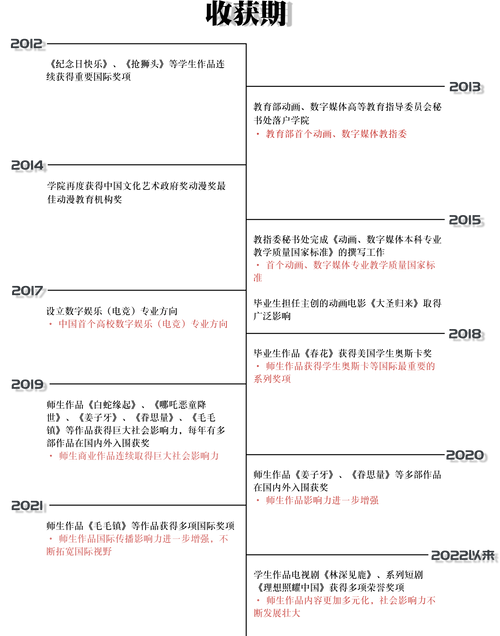 收获期
2012
《纪念日快乐》、《抢狮头》等学生作品连
续获得重要国际奖项
2013
教育部动画、数字媒体高等教育指导委员会秘
书处落户学院
· 教育部首个动画、数字媒体教指委
2014
学院再度获得中国文化艺术政府奖动漫奖最
佳动漫教育机构奖
2015
教指委秘书处完成《动画、数字媒体本科专业
教学质量国家标准》的撰写工作
· 首个动画、数字媒体专业教学质量国家标
准
毕业生担任主创的动画电影《大圣归来》取得
广泛影响
2017
设立数字娱乐（电竞）专业方向
· 中国首个高校数字娱乐（电竞）专业方向
2018
毕业生作品《春花》获得美国学生奥斯卡奖
· 师生作品获得学生奥斯卡等国际最重要的
系列奖项
2019
师生作品《白蛇缘起》、《哪吒恶童降
世》、《姜子牙》、《眷思量》、《毛毛
镇》等作品获得巨大社会影响力，每年有多
部作品在国内外入围获奖
· 师生商业作品连续取得巨大社会影响力
2020
师生作品《姜子牙》、《眷思量》等多部作品
在国内外入围获奖
· 师生作品影响力进一步增强
2021
师生作品《毛毛镇》等作品获得多项国际奖项
· 师生作品国际传播影响力进一步增强，不
断拓宽国际视野
2022以来
学生作品电视剧《林深见鹿》、系列短剧
《理想照耀中国》获得多项荣誉奖项
· 师生作品内容更加多元化，社会影响力不
断发展壮大